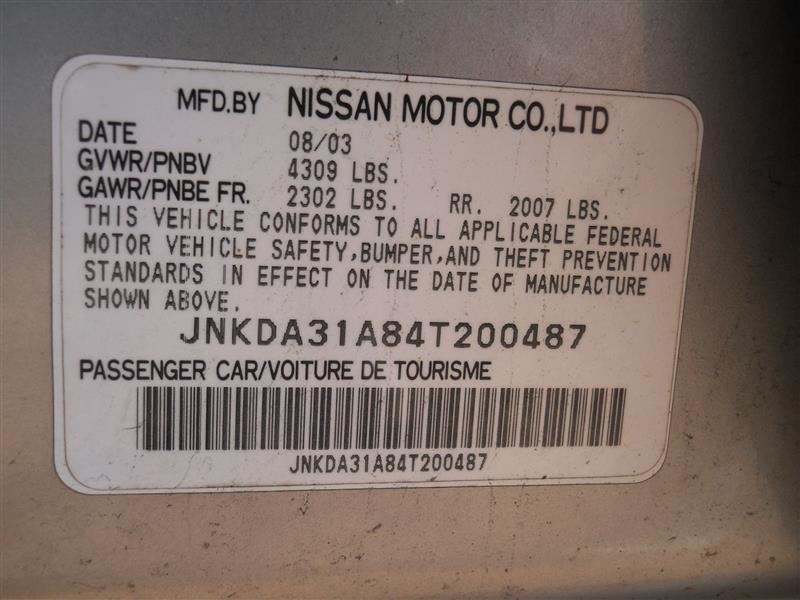 MFD.BY NISSAN MOTOR CO.,LTD
DATE 08/03
GVWR/PNBV 4309 LBS.
GAWR/PNBE FR. 2302 LBS. RR. 2007 LBS.
THIS VEHICLE CONFORMS TO ALL APPLICABLE FEDERAL
MOTOR VEHICLE SAFETY,BUMPER,AND THEFT PREVENTION
STANDARDS IN EFFECT ON THE DATE OF MANUFACTURE
SHOWN ABOVE.
JNKDA31A84T200487
PASSENGER CAR/VOITURE DE TOURISME
JNKDA31A84T200487